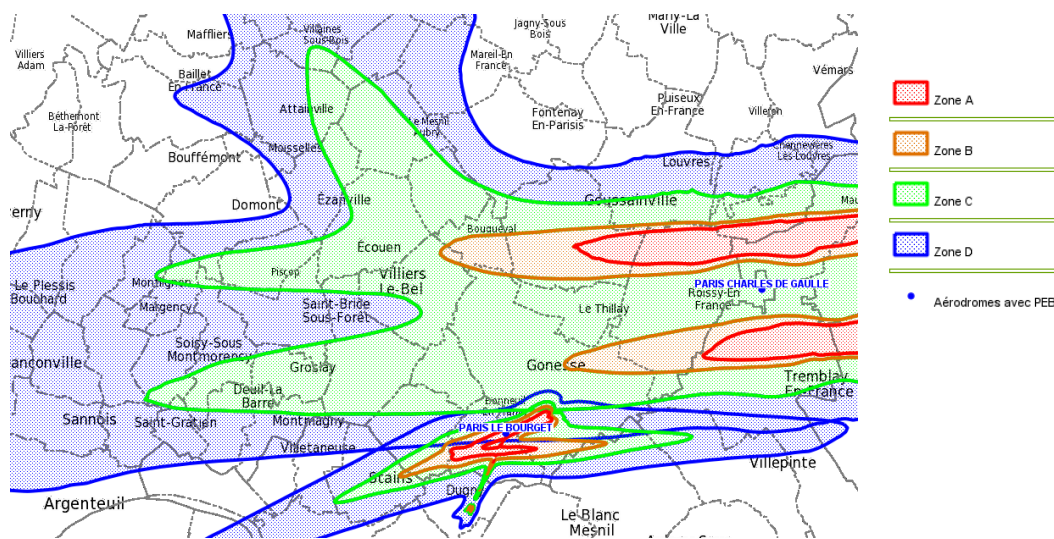 Maffliers
Villaines
Sous-Bois
Jagny-Sous
Bois
Marly-La
Ville
Villiers
Adam
Mareil-En
France
Baillet
En-France
Vémars
Attainville
Puiseux
En-France
Villeron
Béthemont
La-Forêt
Fontenay
En-Parisis
Le Mesnil
Aubry
Bouffémont
Moisselles
Chennevières
Lès-Louvres
Louvres
Domont
Ézanville
Goussainville
Mau
erny
Bouqueval
Écouen
Piscop
Villiers
Le-Bel
Montlignon
Le Plessis
Bouchard
PARIS CHARLES DE GAULLE
Roissy-En
France
Margency
Saint-Brice
Sous-Forêt
Le Thillay
Soisy-Sous
Montmorency
anconville
Groslay
Gonesse
Tremblay
En-France
Deuil-La
Barre
Bonneuil
Sannois
Saint-Gratien
Montmagny
PARIS LE BOURGET
Villetaneuse
Villepinte
Stains
Dugny
Argenteuil
Le Blanc
Mesnil
Zone A
Zone B
Zone C
Zone D
Aérodromes avec PEB